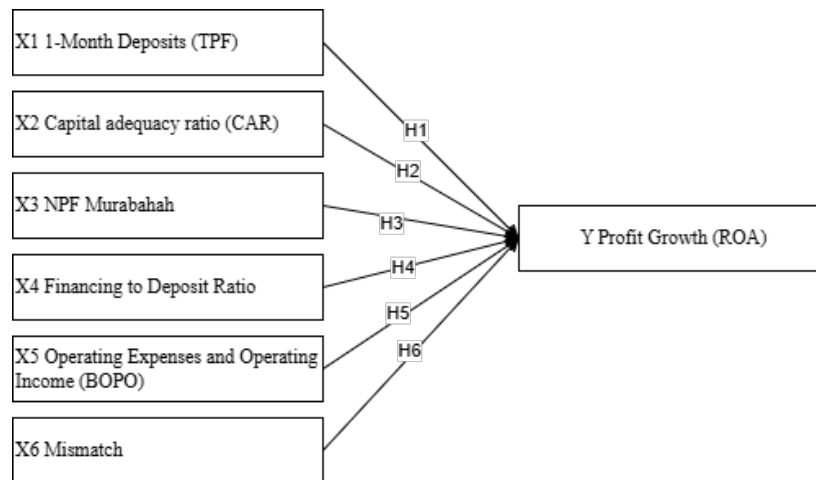 X1 1-Month Deposits (TPF)
H1
X2 Capital adequacy ratio (CAR)
H2
X3 NPF Murabahah
H3
Y Profit Growth (ROA)
X4 Financing to Deposit Ratio
H4
H5
X5 Operating Expenses and Operating
Income (BOPO)
H6
X6 Mismatch